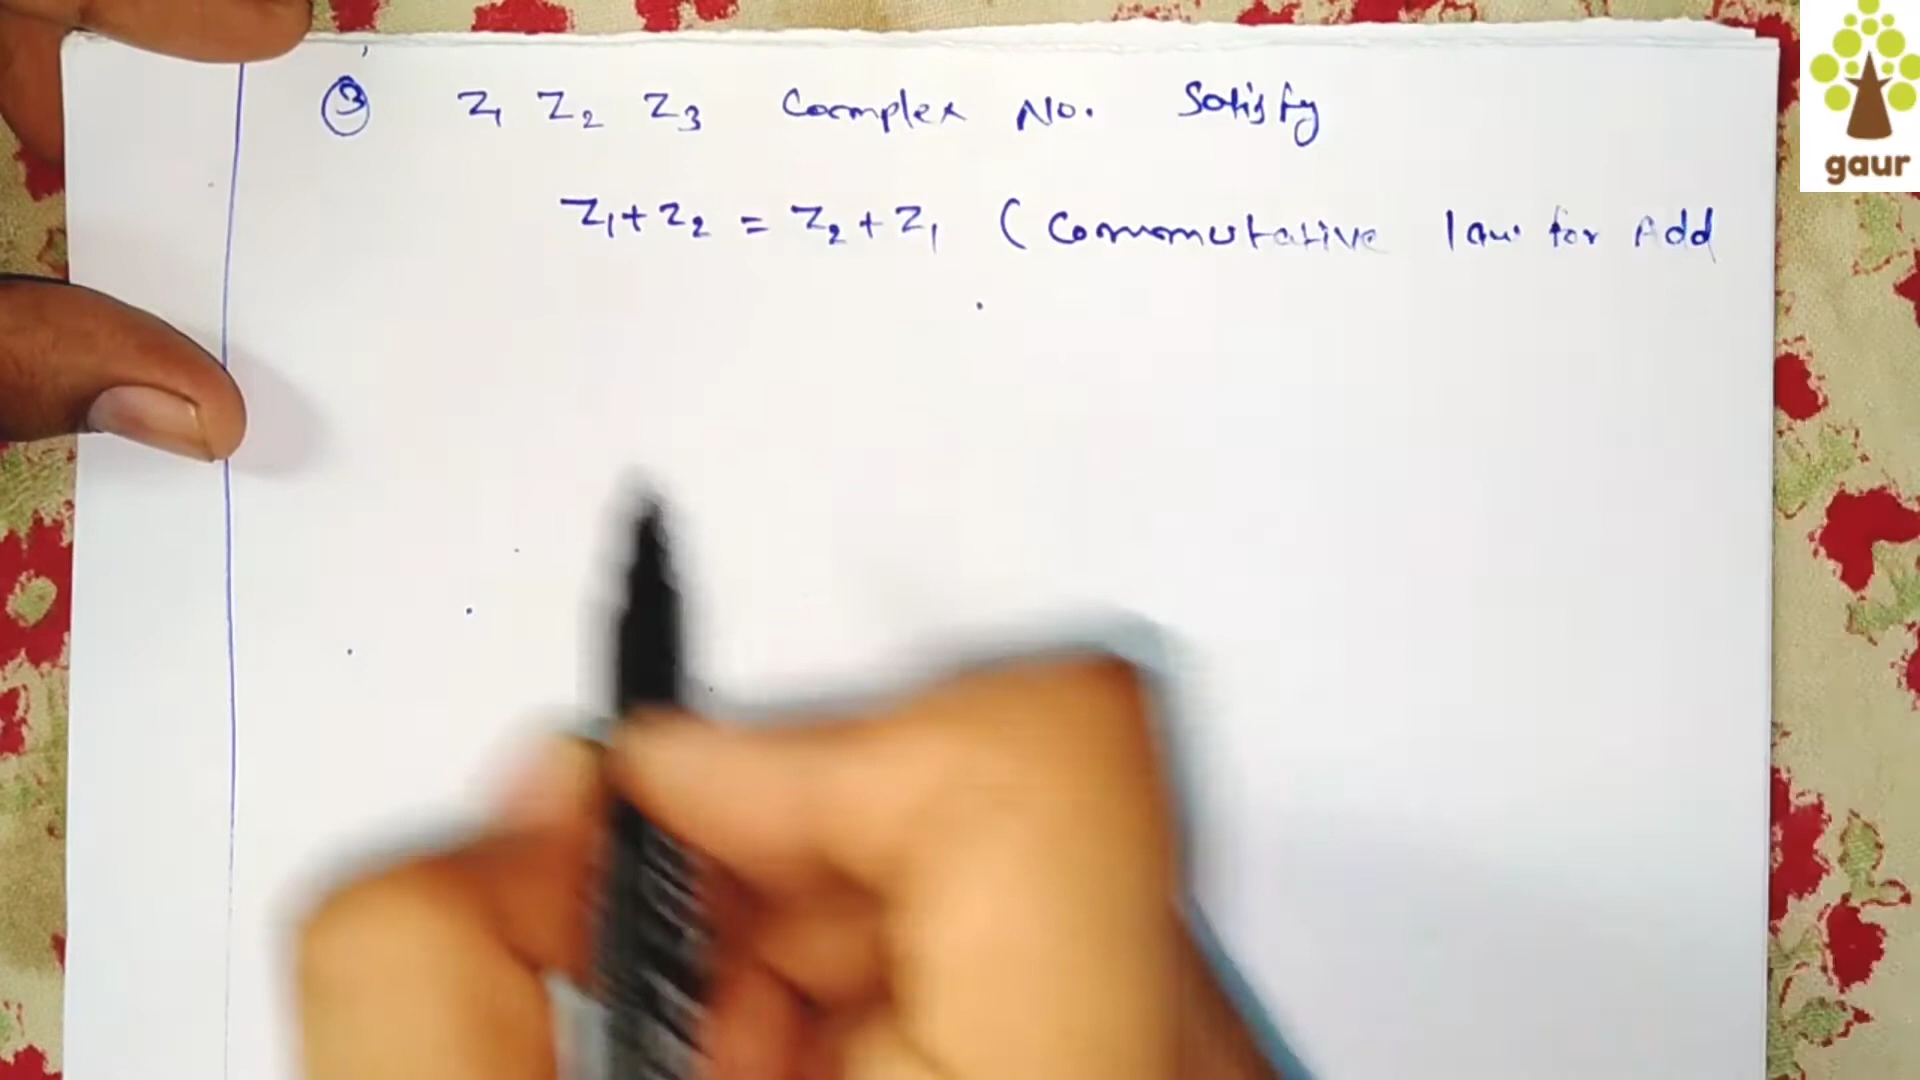 ③ Z₁ Z₂ Z₃ Complex No. Satisfy
Z₁ + Z₂ = Z₂ + Z₁ (Commutative law for Add
gaur